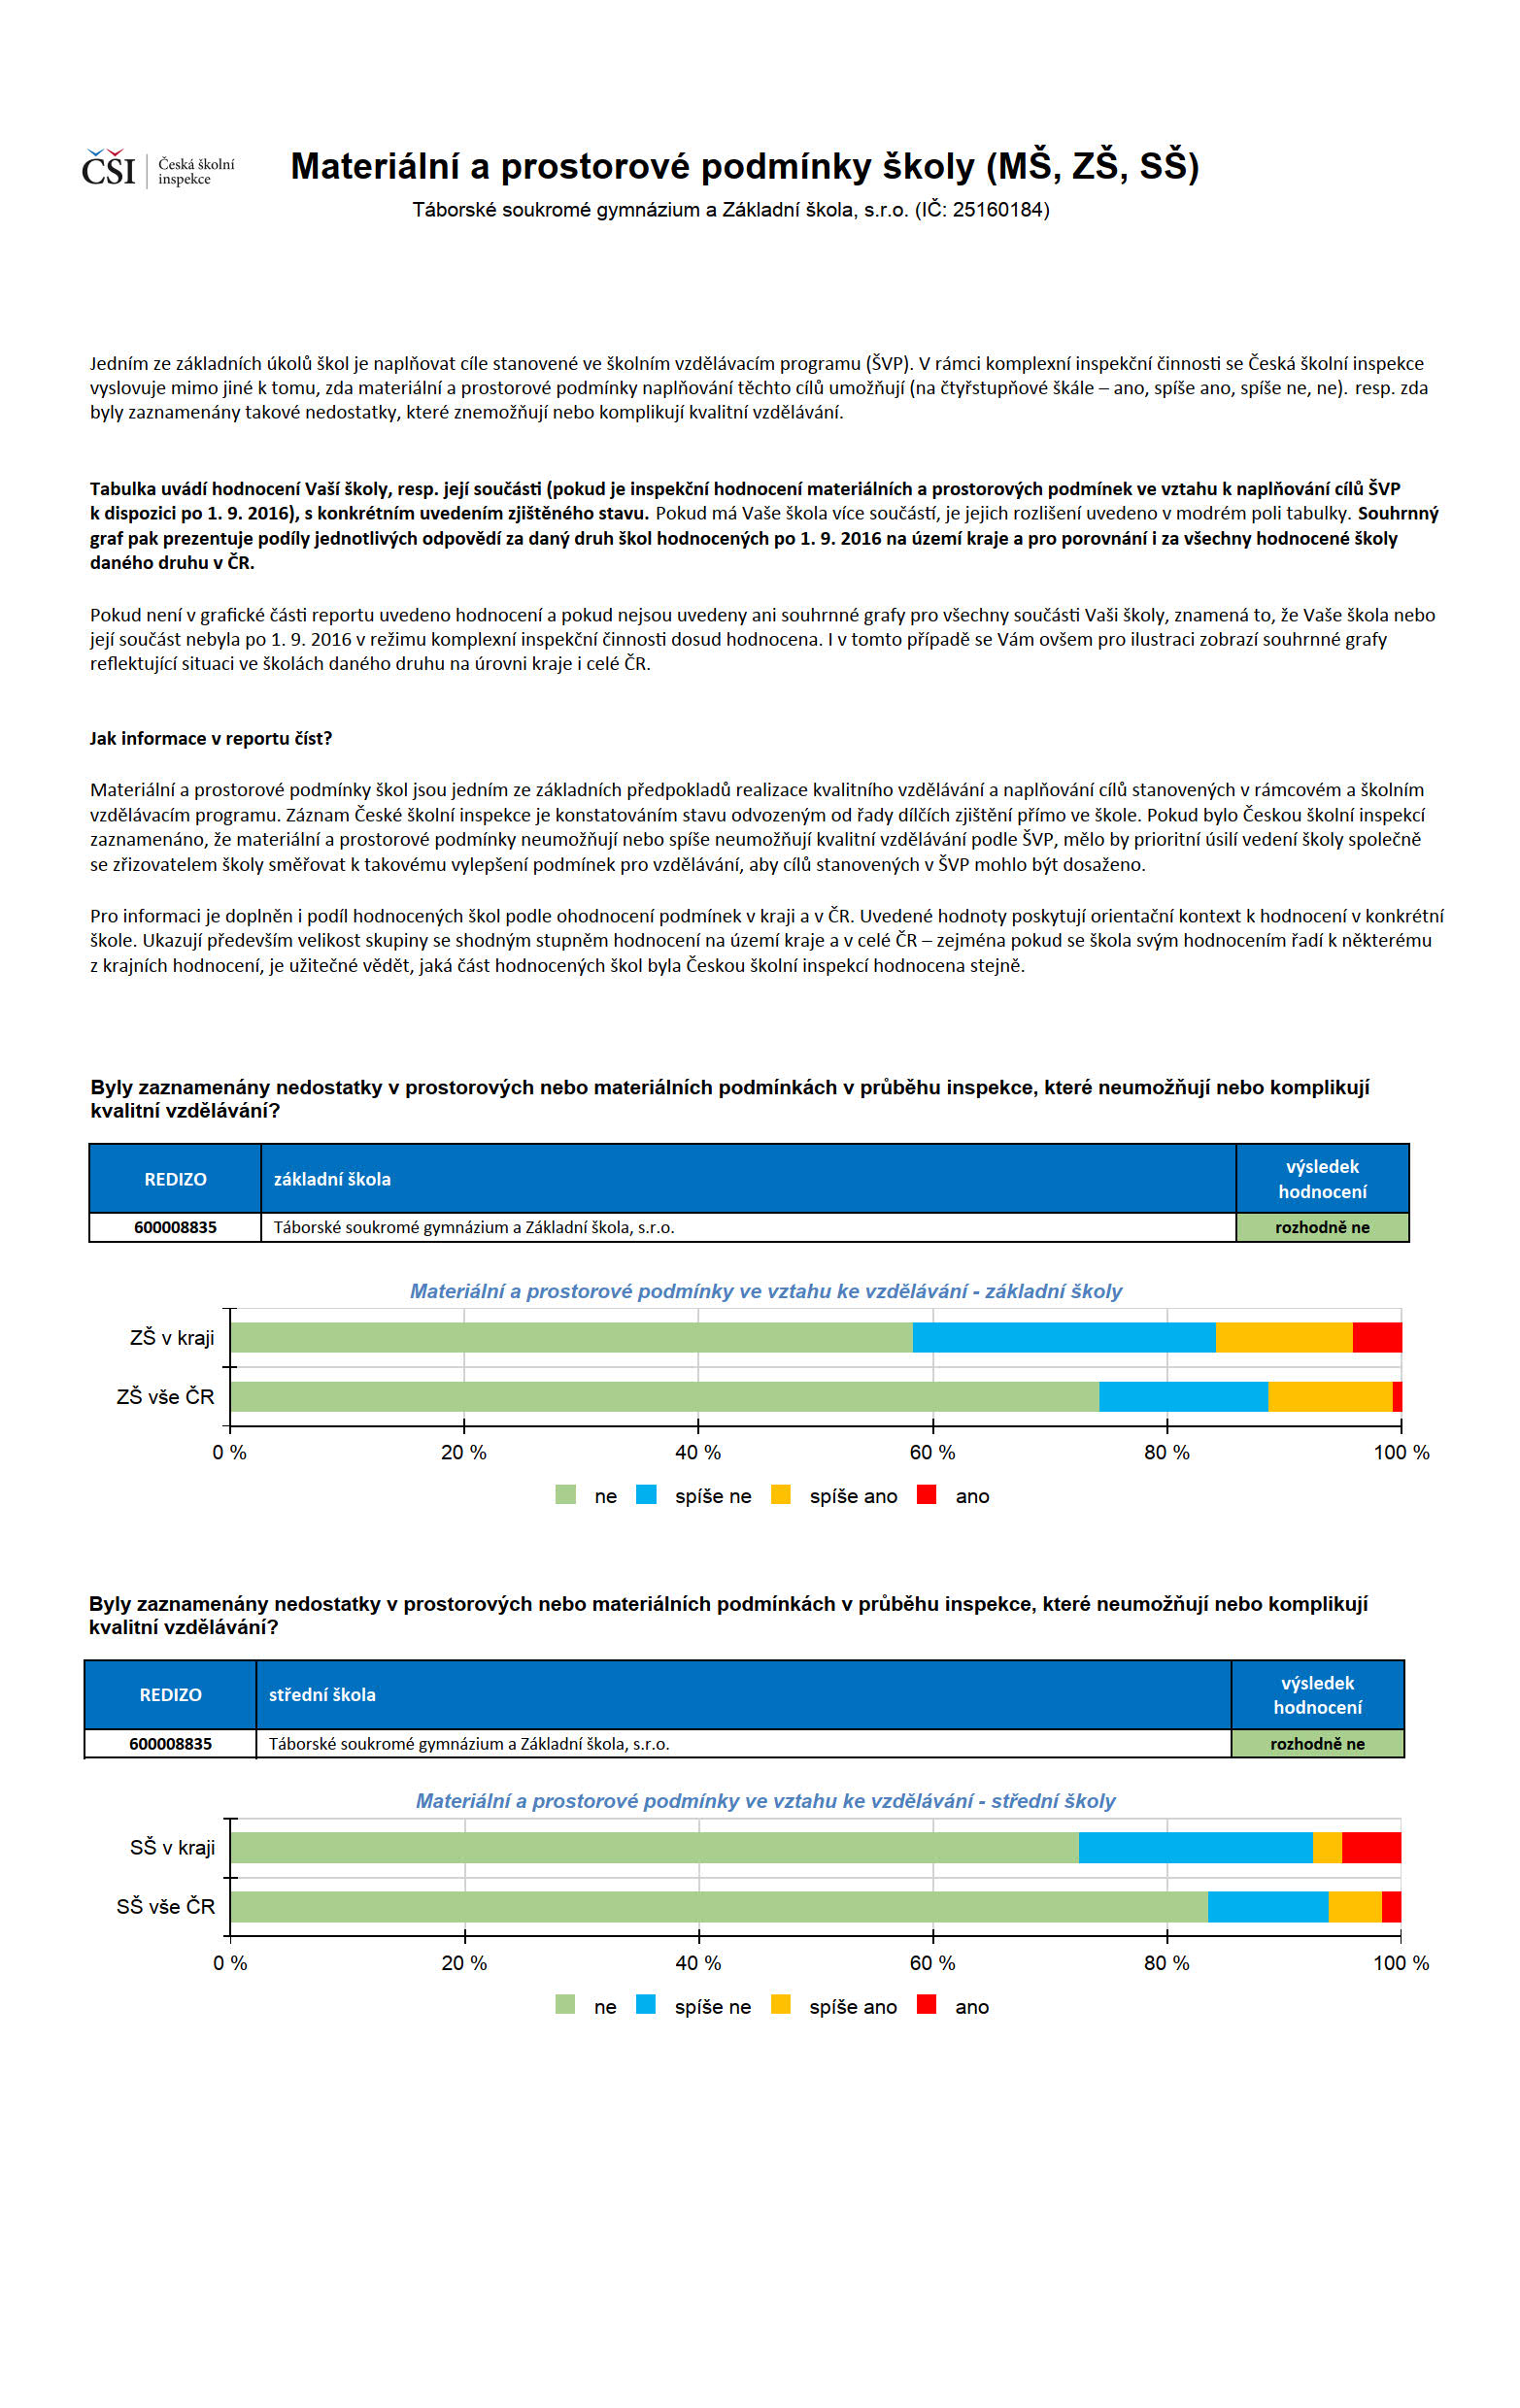 ČŠI Česká školní
inspekce
Materiální a prostorové podmínky školy (MŠ, ZŠ, SŠ)
Táborské soukromé gymnázium a Základní škola, s.r.o. (IČ: 25160184)
Jedním ze základních úkolů škol je naplňovat cíle stanovené ve školním vzdělávacím programu (ŠVP). V rámci komplexní inspekční činnosti se Česká školní inspekce
vyslovuje mimo jiné k tomu, zda materiální a prostorové podmínky naplňování těchto cílů umožňují (na čtyřstupňové škále – ano, spíše ano, spíše ne, ne). resp. zda
byly zaznamenány takové nedostatky, které znemožňují nebo komplikují kvalitní vzdělávání.
Tabulka uvádí hodnocení Vaší školy, resp. její součásti (pokud je inspekční hodnocení materiálních a prostorových podmínek ve vztahu k naplňování cílů ŠVP
k dispozici po 1. 9. 2016), s konkrétním uvedením zjištěného stavu. Pokud má Vaše škola více součástí, je jejich rozlišení uvedeno v modrém poli tabulky. Souhrnný
graf pak prezentuje podíly jednotlivých odpovědí za daný druh škol hodnocených po 1. 9. 2016 na území kraje a pro porovnání i za všechny hodnocené školy
daného druhu v ČR.
Pokud není v grafické části reportu uvedeno hodnocení a pokud nejsou uvedeny ani souhrnné grafy pro všechny součásti Vaši školy, znamená to, že Vaše škola nebo
její součást nebyla po 1. 9. 2016 v režimu komplexní inspekční činnosti dosud hodnocena. I v tomto případě se Vám ovšem pro ilustraci zobrazí souhrnné grafy
reflektující situaci ve školách daného druhu na úrovni kraje i celé ČR.
Jak informace v reportu číst?
Materiální a prostorové podmínky škol jsou jedním ze základních předpokladů realizace kvalitního vzdělávání a naplňování cílů stanovených v rámcovém a školním
vzdělávacím programu. Záznam České školní inspekce je konstatováním stavu odvozeným od řady dílčích zjištění přímo ve škole. Pokud bylo Českou školní inspekcí
zaznamenáno, že materiální a prostorové podmínky neumožňují nebo spíše neumožňují kvalitní vzdělávání podle ŠVP, mělo by prioritní úsilí vedení školy společně
se zřizovatelem školy směřovat k takovému vylepšení podmínek pro vzdělávání, aby cílů stanovených v ŠVP mohlo být dosaženo.
Pro informaci je doplněn i podíl hodnocených škol podle ohodnocení podmínek v kraji a v ČR. Uvedené hodnoty poskytují orientační kontext k hodnocení v konkrétní
škole. Ukazují především velikost skupiny se shodným stupněm hodnocení na území kraje a v celé ČR – zejména pokud se škola svým hodnocením řadí k některému
z krajních hodnocení, je užitečné vědět, jaká část hodnocených škol byla Českou školní inspekcí hodnocena stejně.
Byly zaznamenány nedostatky v prostorových nebo materiálních podmínkách v průběhu inspekce, které neumožňují nebo komplikují
kvalitní vzdělávání?
REDIZO základní škola výsledek
hodnocení
600008835 Táborské soukromé gymnázium a Základní škola, s.r.o. rozhodně ne
Materiální a prostorové podmínky ve vztahu ke vzdělávání - základní školy
ZŠ v kraji
ZŠ vše ČR
0 % 20 % 40 % 60 % 80 % 100 %
ne spíše ne spíše ano ano
Byly zaznamenány nedostatky v prostorových nebo materiálních podmínkách v průběhu inspekce, které neumožňují nebo komplikují
kvalitní vzdělávání?
REDIZO střední škola výsledek
hodnocení
600008835 Táborské soukromé gymnázium a Základní škola, s.r.o. rozhodně ne
Materiální a prostorové podmínky ve vztahu ke vzdělávání - střední školy
SŠ v kraji
SŠ vše ČR
0 % 20 % 40 % 60 % 80 % 100 %
ne spíše ne spíše ano ano